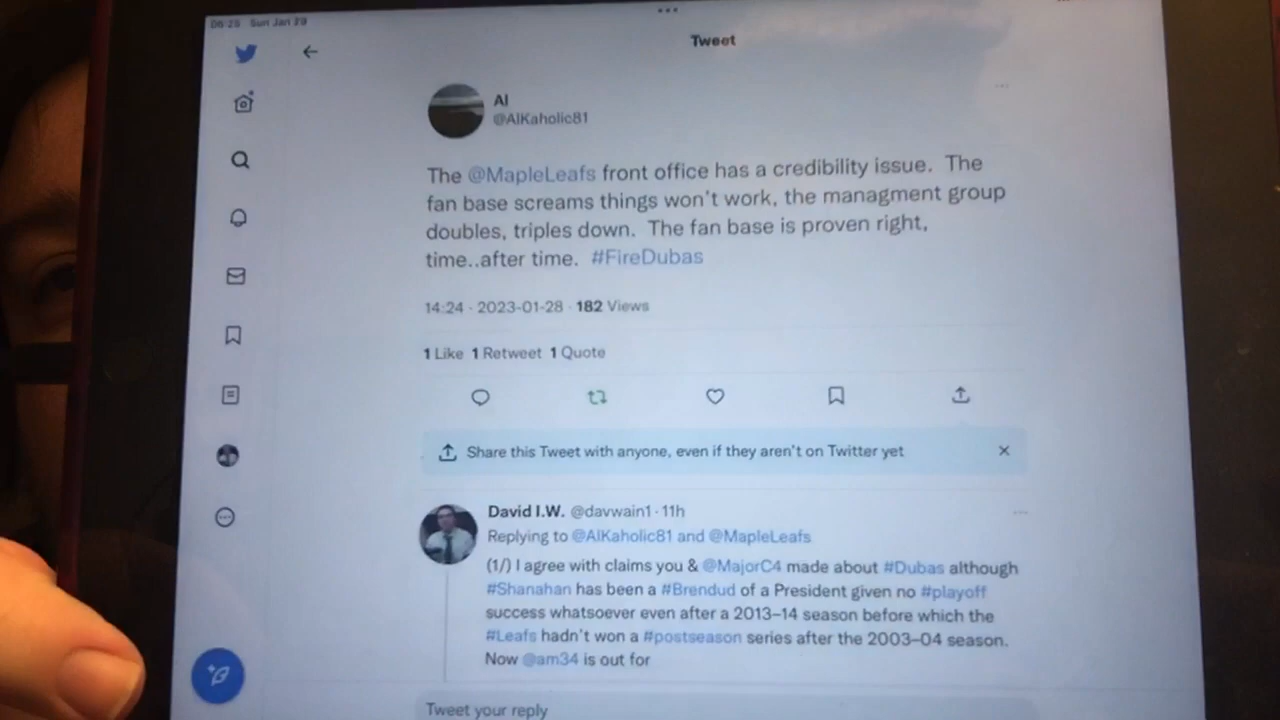 06:25 Sun Jan 29
Tweet
Al
@AlKaholic81
The @MapleLeafs front office has a credibility issue. The
fan base screams things won't work, the managment group
doubles, triples down. The fan base is proven right,
time..after time. #FireDubas
14:24 · 2023-01-28 · 182 Views
1 Like 1 Retweet 1 Quote
Share this Tweet with anyone, even if they aren't on Twitter yet
David I.W. @davwain1 · 11h
Replying to @AlKaholic81 and @MapleLeafs
(1/) I agree with claims you & @MajorC4 made about #Dubas although
#Shanahan has been a #Brendud of a President given no #playoff
success whatsoever even after a 2013–14 season before which the
#Leafs hadn't won a #postseason series after the 2003–04 season.
Now @am34 is out for
Tweet your reply